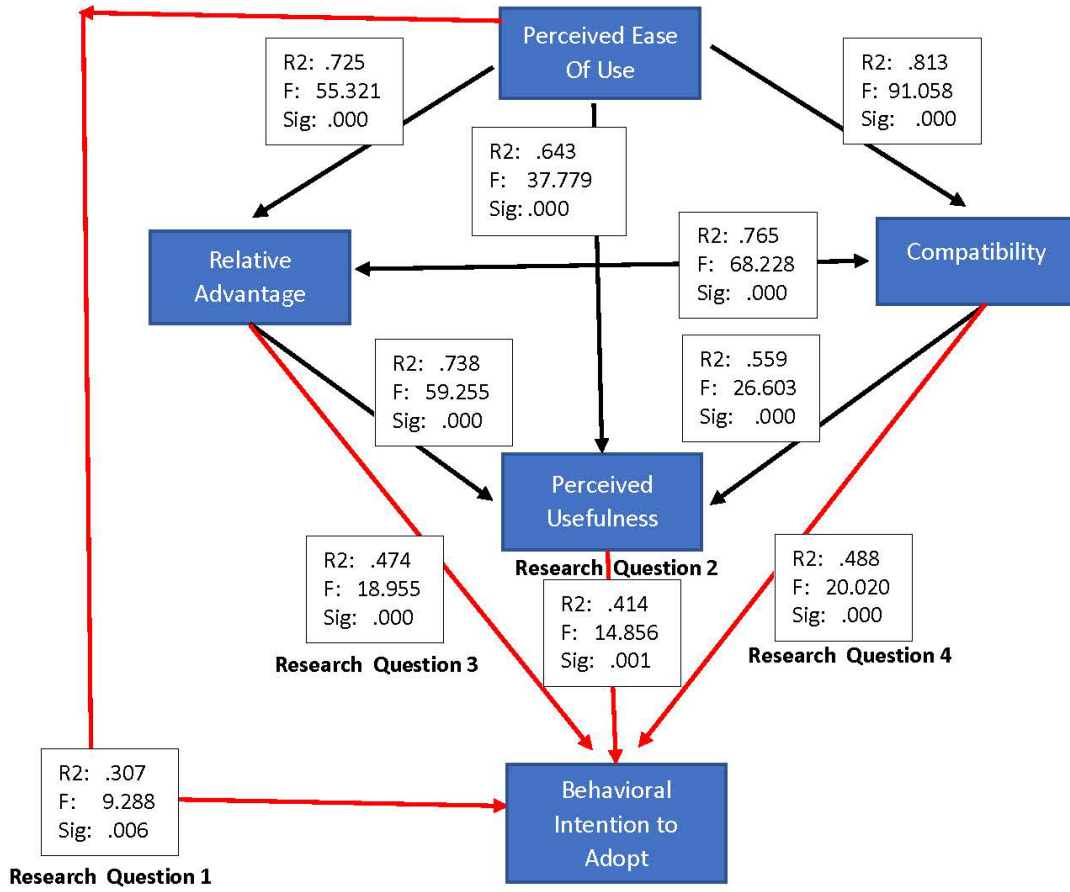 Perceived Ease
Of Use
R2: .725
F: 55.321
Sig: .000
R2: .813
F: 91.058
Sig: .000
R2: .643
F: 37.779
Sig: .000
Relative
Advantage
R2: .765
F: 68.228
Sig: .000
Compatibility
R2: .738
F: 59.255
Sig: .000
R2: .559
F: 26.603
Sig: .000
Perceived
Usefulness
Research Question 2
R2: .474
F: 18.955
Sig: .000
Research Question 3
R2: .414
F: 14.856
Sig: .001
R2: .488
F: 20.020
Sig: .000
Research Question 4
R2: .307
F: 9.288
Sig: .006
Research Question 1
Behavioral
Intention to
Adopt